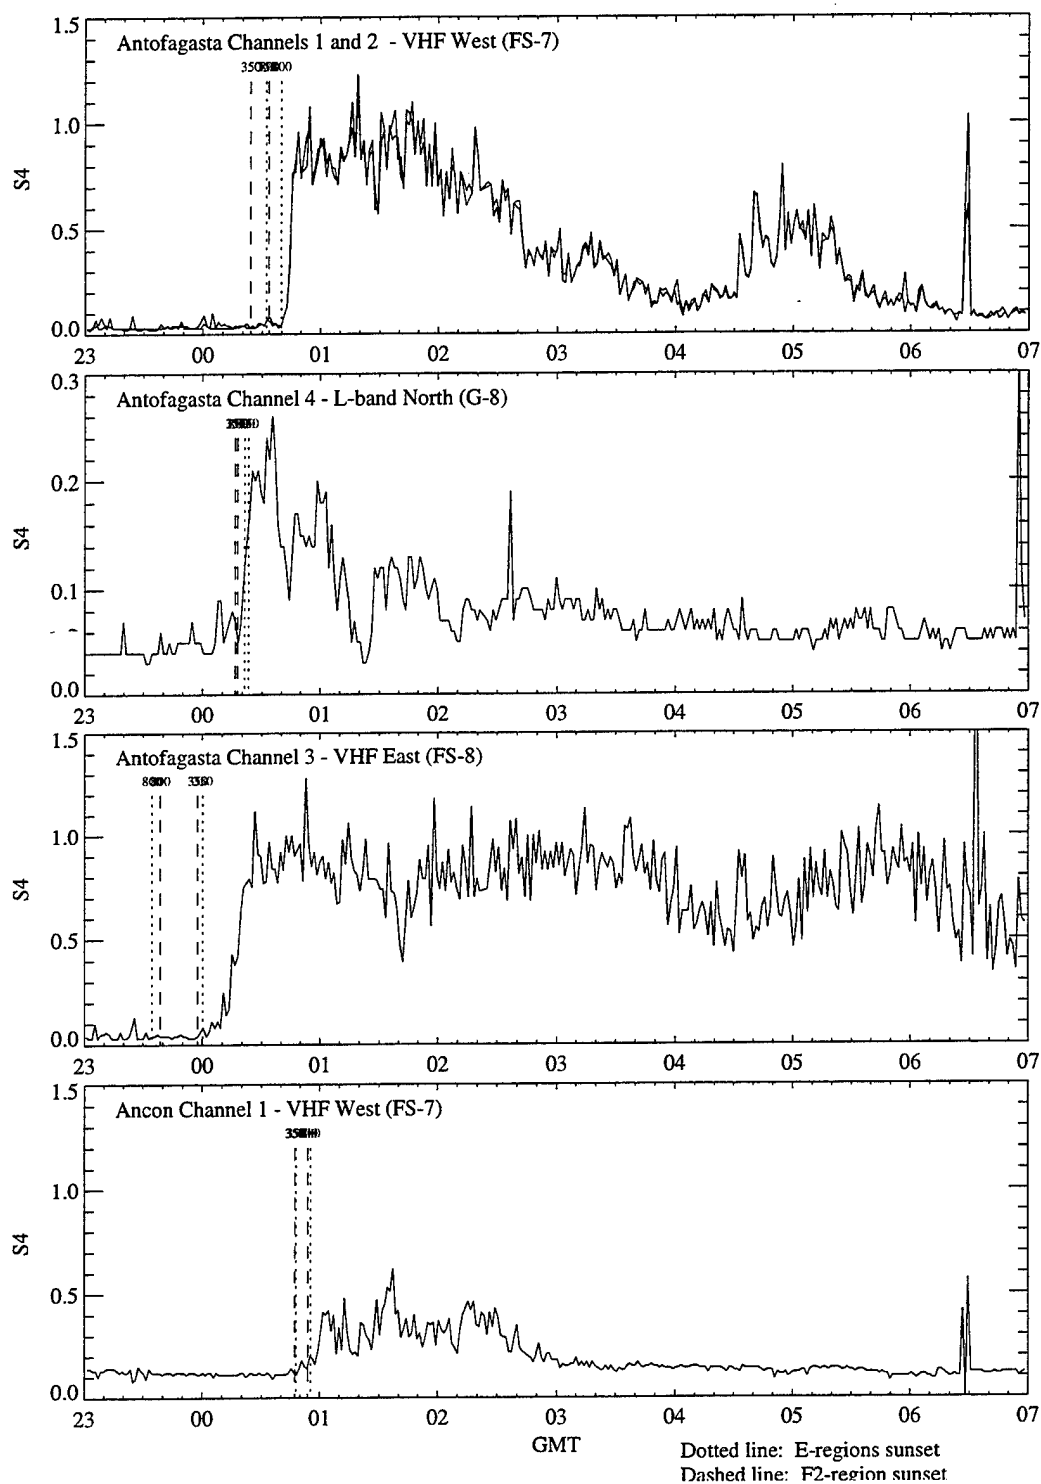 1.5
Antofagasta Channels 1 and 2 - VHF West (FS-7)
1.0
S4
0.5
0.0
23 00 01 02 03 04 05 06 07
0.3
Antofagasta Channel 4 - L-band North (G-8)
0.2
S4
0.1
0.0
23 00 01 02 03 04 05 06 07
1.5
Antofagasta Channel 3 - VHF East (FS-8)
1.0
S4
0.5
0.0
23 00 01 02 03 04 05 06 07
1.5
Ancon Channel 1 - VHF West (FS-7)
1.0
S4
0.5
0.0
23 00 01 02 03 04 05 06 07
GMT
Dotted line: E-regions sunset
Dashed line: F2-region sunset